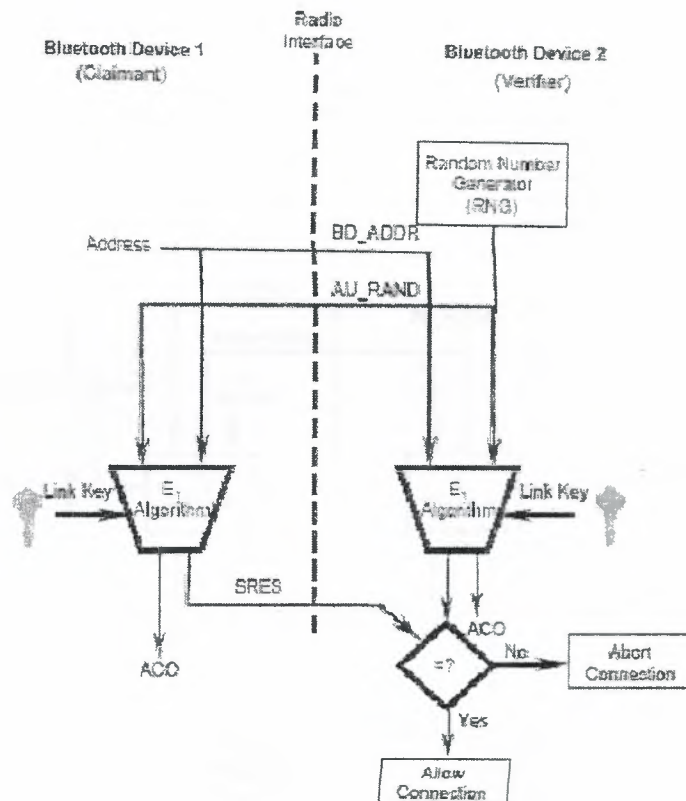 Radio
Interface
Bluetooth Device 1
(Claimant)
Bluetooth Device 2
(Verifier)
Random Number
Generator
(RNG)
Address
BD_ADDR
AU_RAND
Link Key
E1
Algorithm
E1
Algorithm
Link Key
SRES
ACO
ACO
=?
No
Abort
Connection
Yes
Allow
Connection